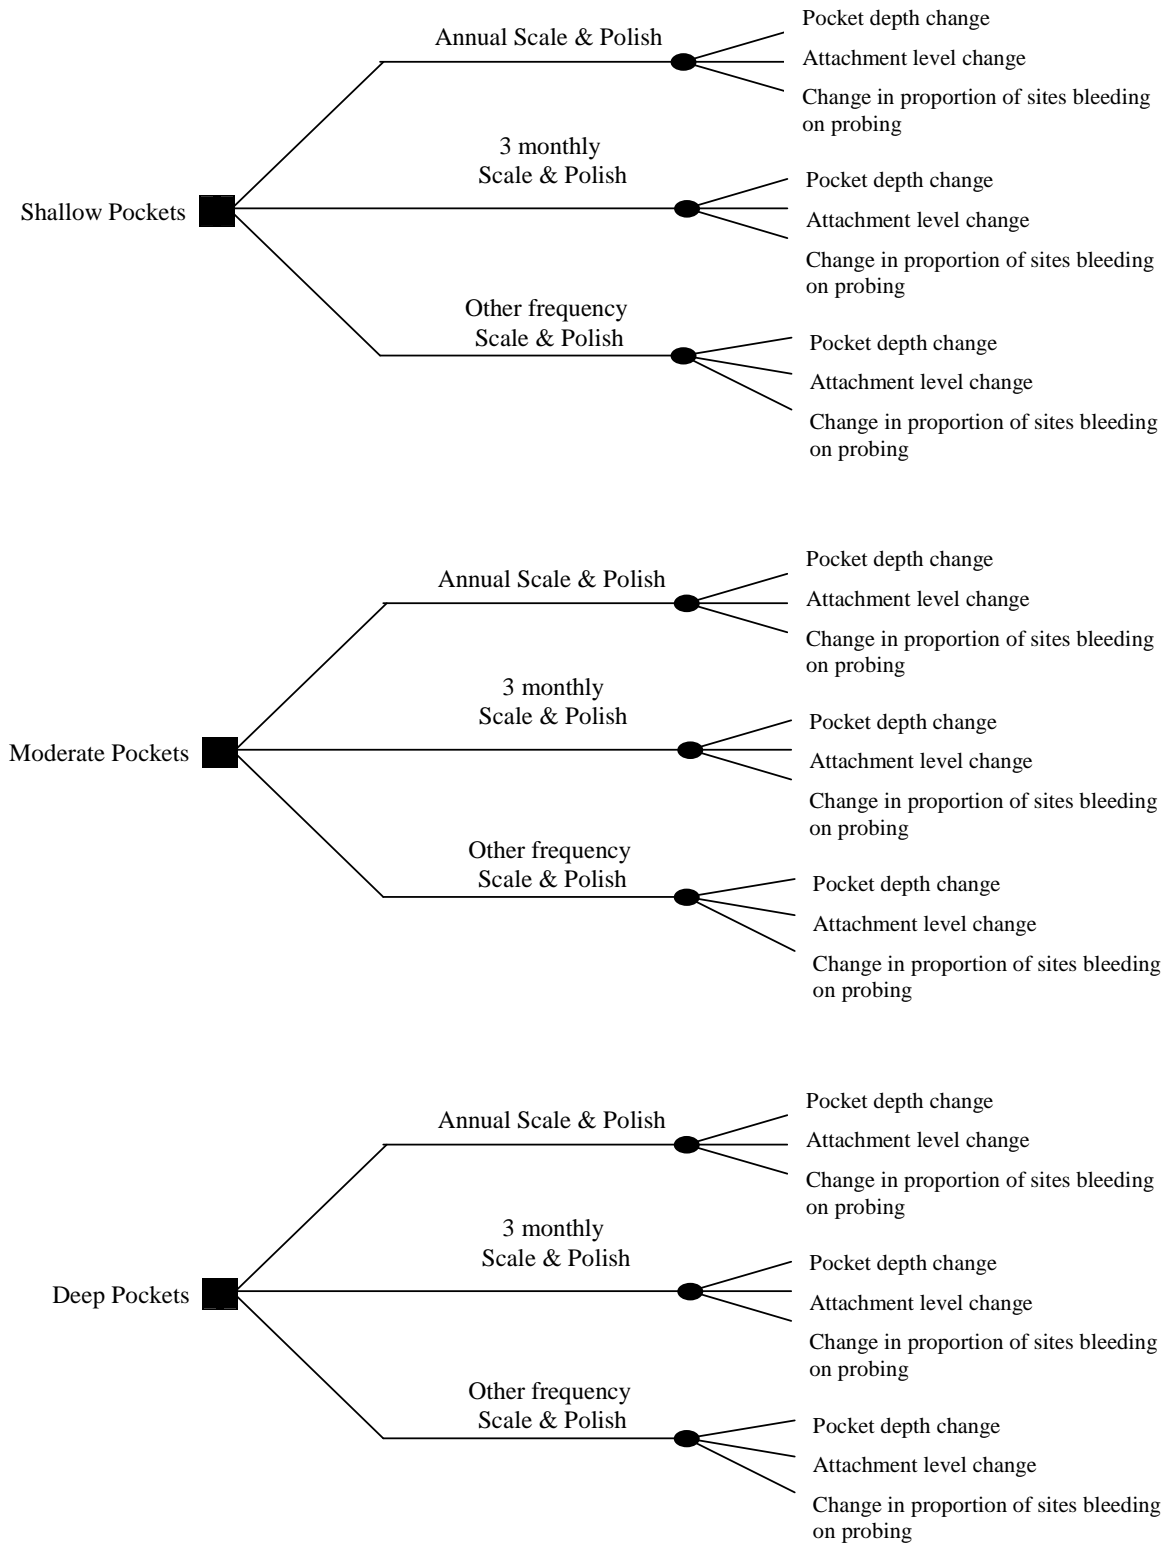 Annual Scale & Polish
Pocket depth change
Attachment level change
Change in proportion of sites bleeding
on probing
Shallow Pockets
3 monthly
Scale & Polish
Pocket depth change
Attachment level change
Change in proportion of sites bleeding
on probing
Other frequency
Scale & Polish
Pocket depth change
Attachment level change
Change in proportion of sites bleeding
on probing
Annual Scale & Polish
Pocket depth change
Attachment level change
Change in proportion of sites bleeding
on probing
Moderate Pockets
3 monthly
Scale & Polish
Pocket depth change
Attachment level change
Change in proportion of sites bleeding
on probing
Other frequency
Scale & Polish
Pocket depth change
Attachment level change
Change in proportion of sites bleeding
on probing
Annual Scale & Polish
Pocket depth change
Attachment level change
Change in proportion of sites bleeding
on probing
Deep Pockets
3 monthly
Scale & Polish
Pocket depth change
Attachment level change
Change in proportion of sites bleeding
on probing
Other frequency
Scale & Polish
Pocket depth change
Attachment level change
Change in proportion of sites bleeding
on probing